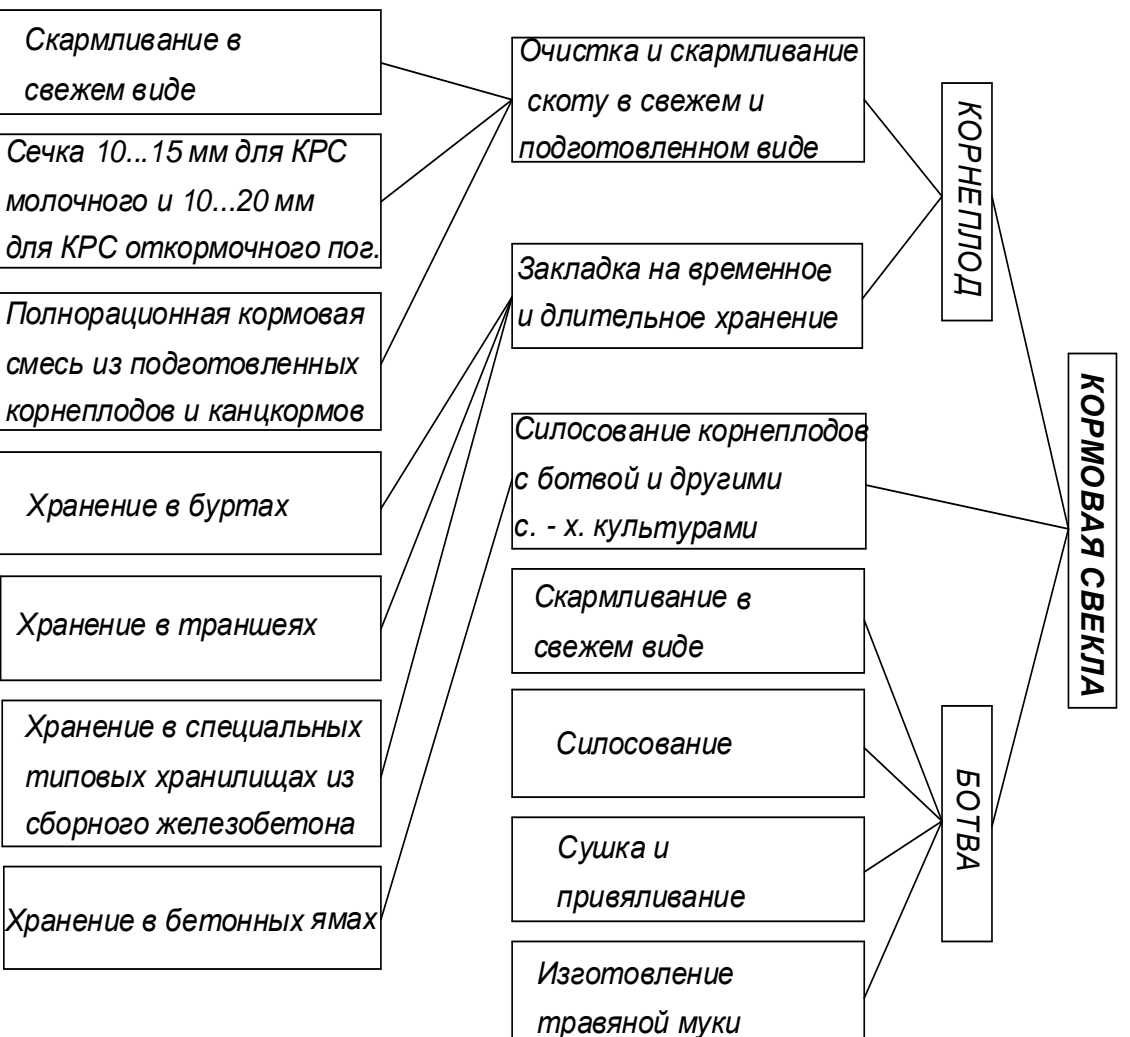 Скармливание в
свежем виде
Сечка 10...15 мм для КРС
молочного и 10...20 мм
для КРС откормочного пог.
Полнорационная кормовая
смесь из подготовленных
корнеплодов и канцкормов
Хранение в буртах
Хранение в траншеях
Хранение в специальных
типовых хранилищах из
сборного железобетона
Хранение в бетонных ямах
Очистка и скармливание
скоту в свежем и
подготовленном виде
Закладка на временное
и длительное хранение
Силосование корнеплодов
с ботвой и другими
с. - х. культурами
Скармливание в
свежем виде
Силосование
Сушка и
привяливание
Изготовление
травяной муки
КОРНЕПЛОД
БОТВА
КОРМОВАЯ СВЕКЛА